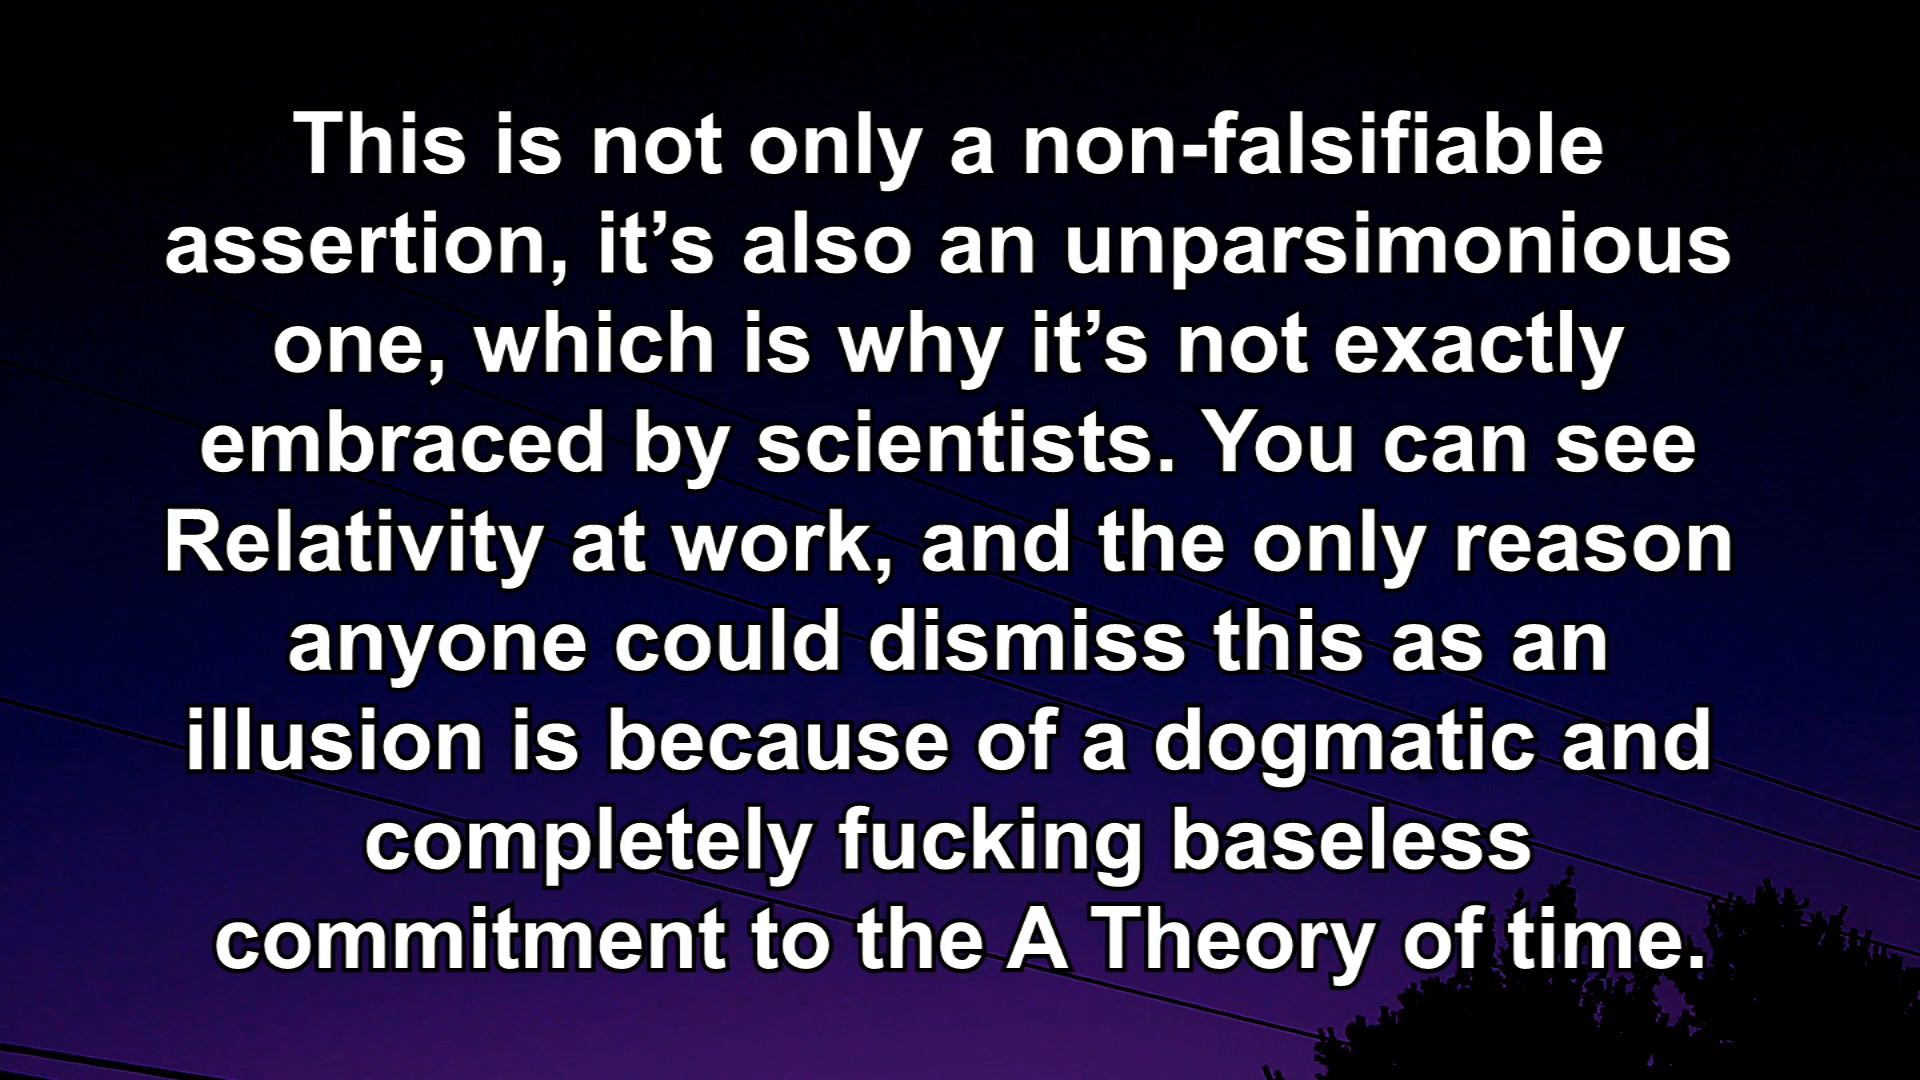 This is not only a non-falsifiable
assertion, it’s also an unparsimonious
one, which is why it’s not exactly
embraced by scientists. You can see
Relativity at work, and the only reason
anyone could dismiss this as an
illusion is because of a dogmatic and
completely fucking baseless
commitment to the A Theory of time.